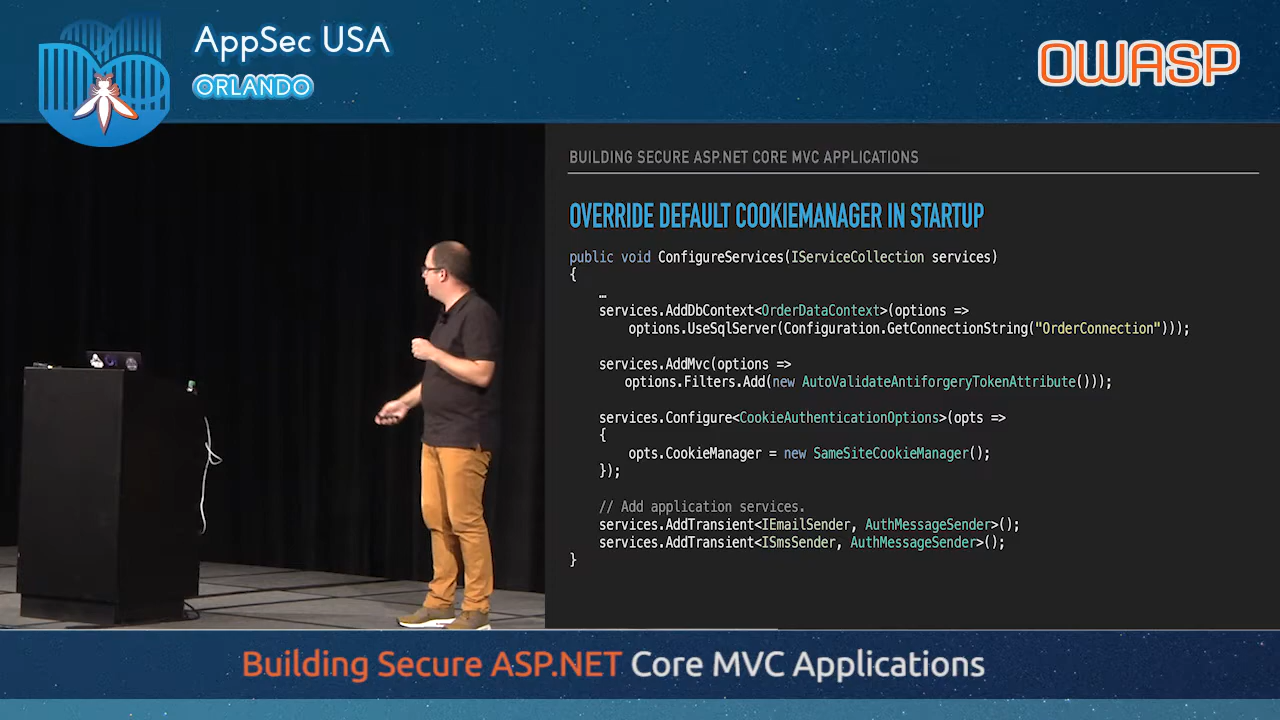 AppSec USA
ORLANDO
OWASP
BUILDING SECURE ASP.NET CORE MVC APPLICATIONS
OVERRIDE DEFAULT COOKIEMANAGER IN STARTUP
public void ConfigureServices(IServiceCollection services)
{
…
services.AddDbContext<OrderDataContext>(options =>
options.UseSqlServer(Configuration.GetConnectionString("OrderConnection")));
services.AddMvc(options =>
options.Filters.Add(new AutoValidateAntiforgeryTokenAttribute()));
services.Configure<CookieAuthenticationOptions>(opts =>
{
opts.CookieManager = new SameSiteCookieManager();
});
// Add application services.
services.AddTransient<IEmailSender, AuthMessageSender>();
services.AddTransient<ISmsSender, AuthMessageSender>();
}
Building Secure ASP.NET Core MVC Applications